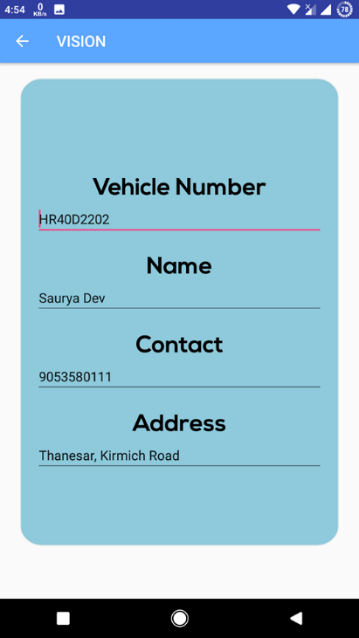 4:54
0
KB/s
78
VISION
Vehicle Number
HR40D2202
Name
Saurya Dev
Contact
9053580111
Address
Thanesar, Kirmich Road